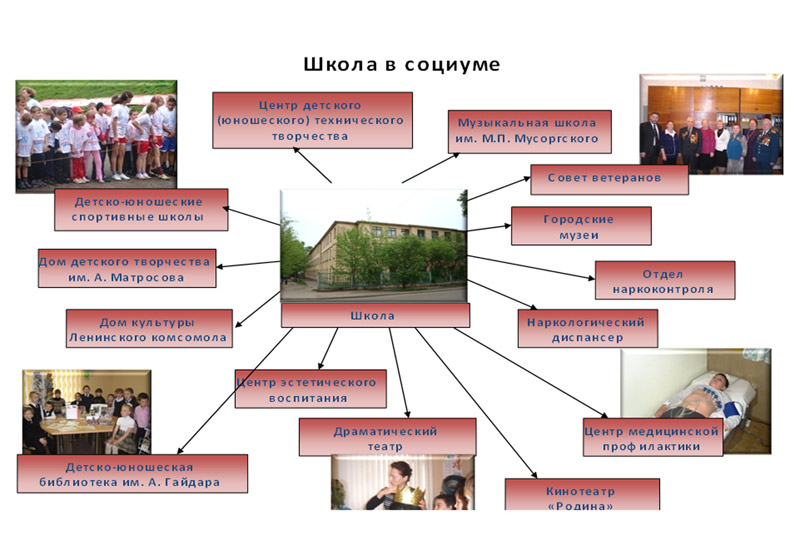 Школа в социуме
Центр детского
(юношеского) технического
творчества
Музыкальная школа
им. М.П. Мусоргского
Совет ветеранов
Детско-юношеские
спортивные школы
Городские
музеи
Дом детского творчества
им. А. Матросова
Отдел
наркоконтроля
Школа
Дом культуры
Ленинского комсомола
Наркологический
диспансер
Центр эстетического
воспитания
Драматический
театр
Центр медицинской
профилактики
Детско-юношеская
библиотека им. А. Гайдара
Кинотеатр
«Родина»